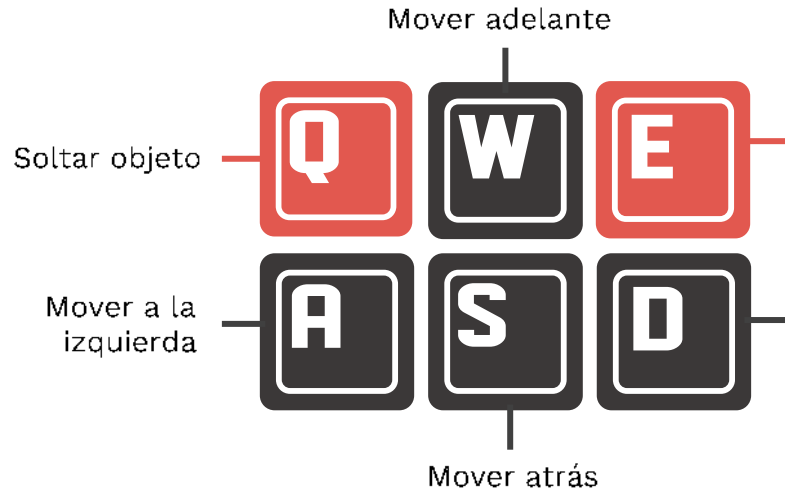 Mover adelante
Q W E
Soltar objeto
Mover a la
izquierda
A S D
Mover atrás